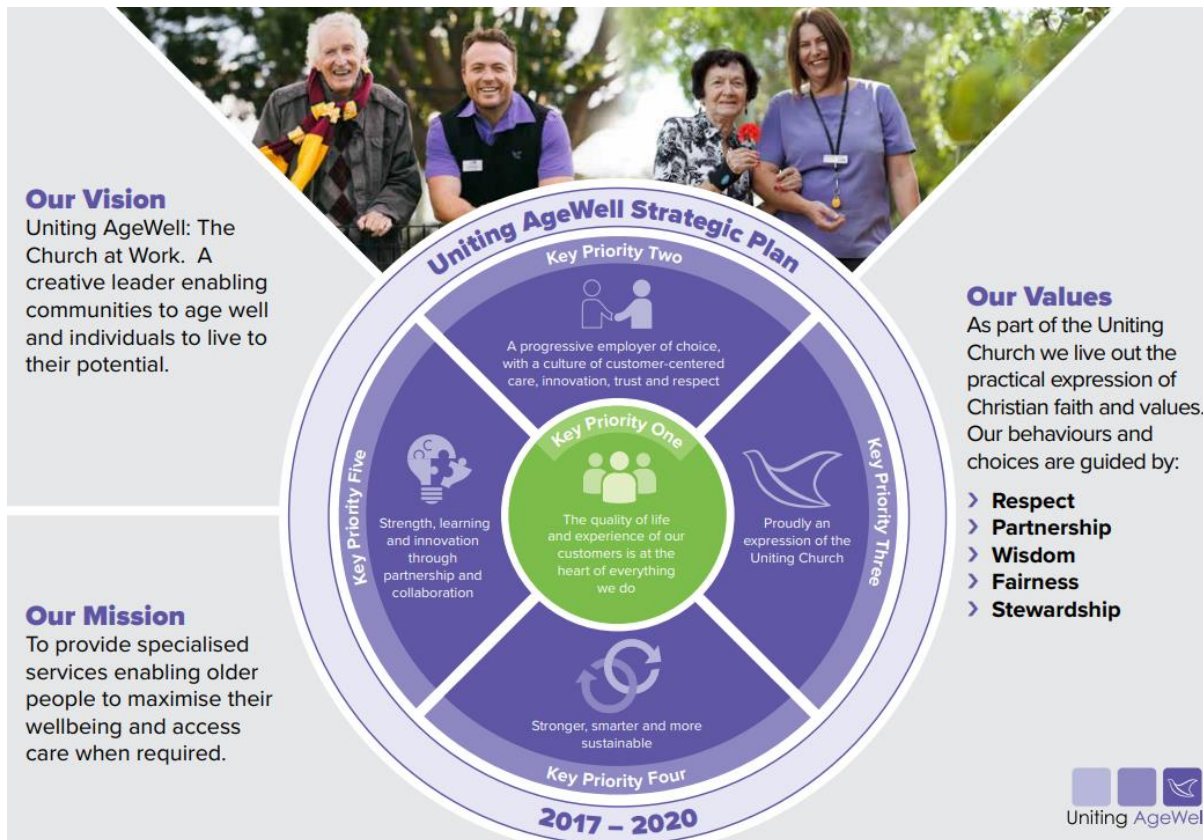 Our Vision
Uniting AgeWell: The
Church at Work.  A
creative leader enabling
communities to age well
and individuals to live to
their potential.
Our Mission
To provide specialised
services enabling older
people to maximise their
wellbeing and access
care when required.
Uniting AgeWell Strategic Plan
Key Priority Two
A progressive employer of choice,
with a culture of customer-centered
care, innovation, trust and respect
Key Priority One
The quality of life
and experience of our
customers is at the
heart of everything
we do
Key Priority Five
Strength, learning
and innovation
through
partnership and
collaboration
Proudly an
expression of the
Uniting Church
Key Priority Three
Stronger, smarter and more
sustainable
Key Priority Four
2017 – 2020
Our Values
As part of the Uniting
Church we live out the
practical expression of
Christian faith and values.
Our behaviours and
choices are guided by:
› Respect
› Partnership
› Wisdom
› Fairness
› Stewardship
Uniting AgeWel